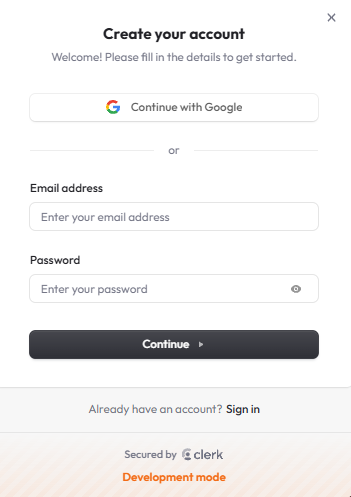 Create your account
Welcome! Please fill in the details to get started.
Continue with Google
or
Email address
Enter your email address
Password
Enter your password
Continue
Already have an account? Sign in
Secured by clerk
Development mode